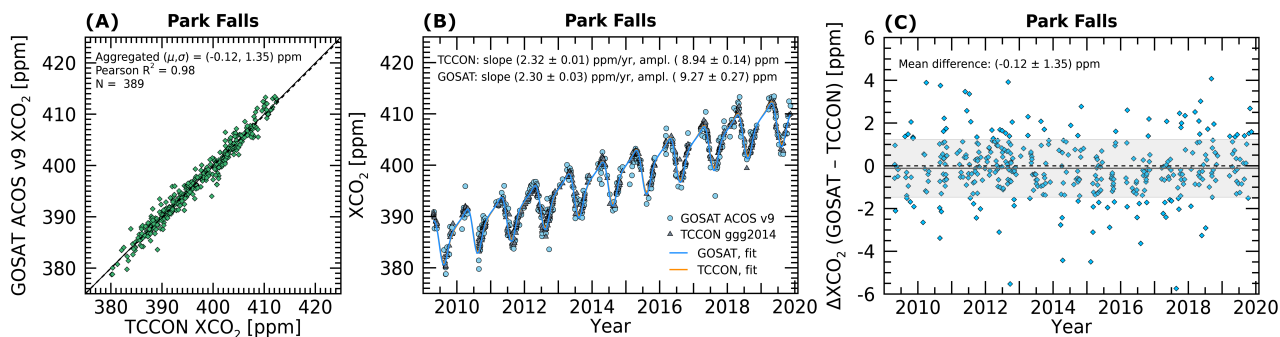 (A) Park Falls
Aggregated (μ,σ) = (-0.12, 1.35) ppm
Pearson R² = 0.98
N = 389
GOSAT ACOS v9 XCO₂ [ppm]
420
410
400
390
380
380 390 400 410 420
TCCON XCO₂ [ppm]
(B) Park Falls
TCCON: slope (2.32 ± 0.01) ppm/yr, ampl. ( 8.94 ± 0.14) ppm
GOSAT: slope (2.30 ± 0.03) ppm/yr, ampl. ( 9.27 ± 0.27) ppm
XCO₂ [ppm]
420
410
400
390
380
GOSAT ACOS v9
TCCON ggg2014
GOSAT, fit
TCCON, fit
2010 2012 2014 2016 2018 2020
Year
(C) Park Falls
Mean difference: (-0.12 ± 1.35) ppm
ΔXCO₂ (GOSAT – TCCON) [ppm]
6
4
2
0
-2
-4
-6
2010 2012 2014 2016 2018 2020
Year